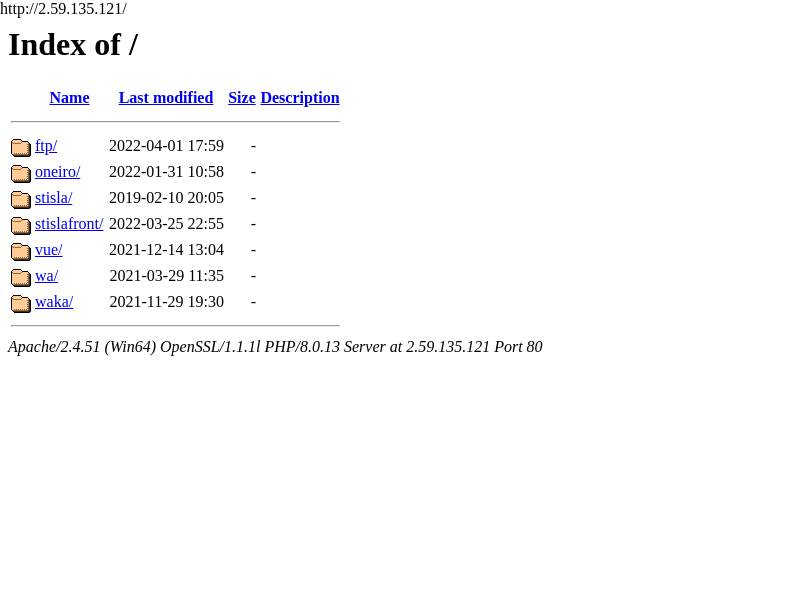 http://2.59.135.121/
Index of /
Name Last modified Size Description
ftp/ 2022-04-01 17:59 -
oneiro/ 2022-01-31 10:58 -
stisla/ 2019-02-10 20:05 -
stislafront/ 2022-03-25 22:55 -
vue/ 2021-12-14 13:04 -
wa/ 2021-03-29 11:35 -
waka/ 2021-11-29 19:30 -
Apache/2.4.51 (Win64) OpenSSL/1.1.1l PHP/8.0.13 Server at 2.59.135.121 Port 80